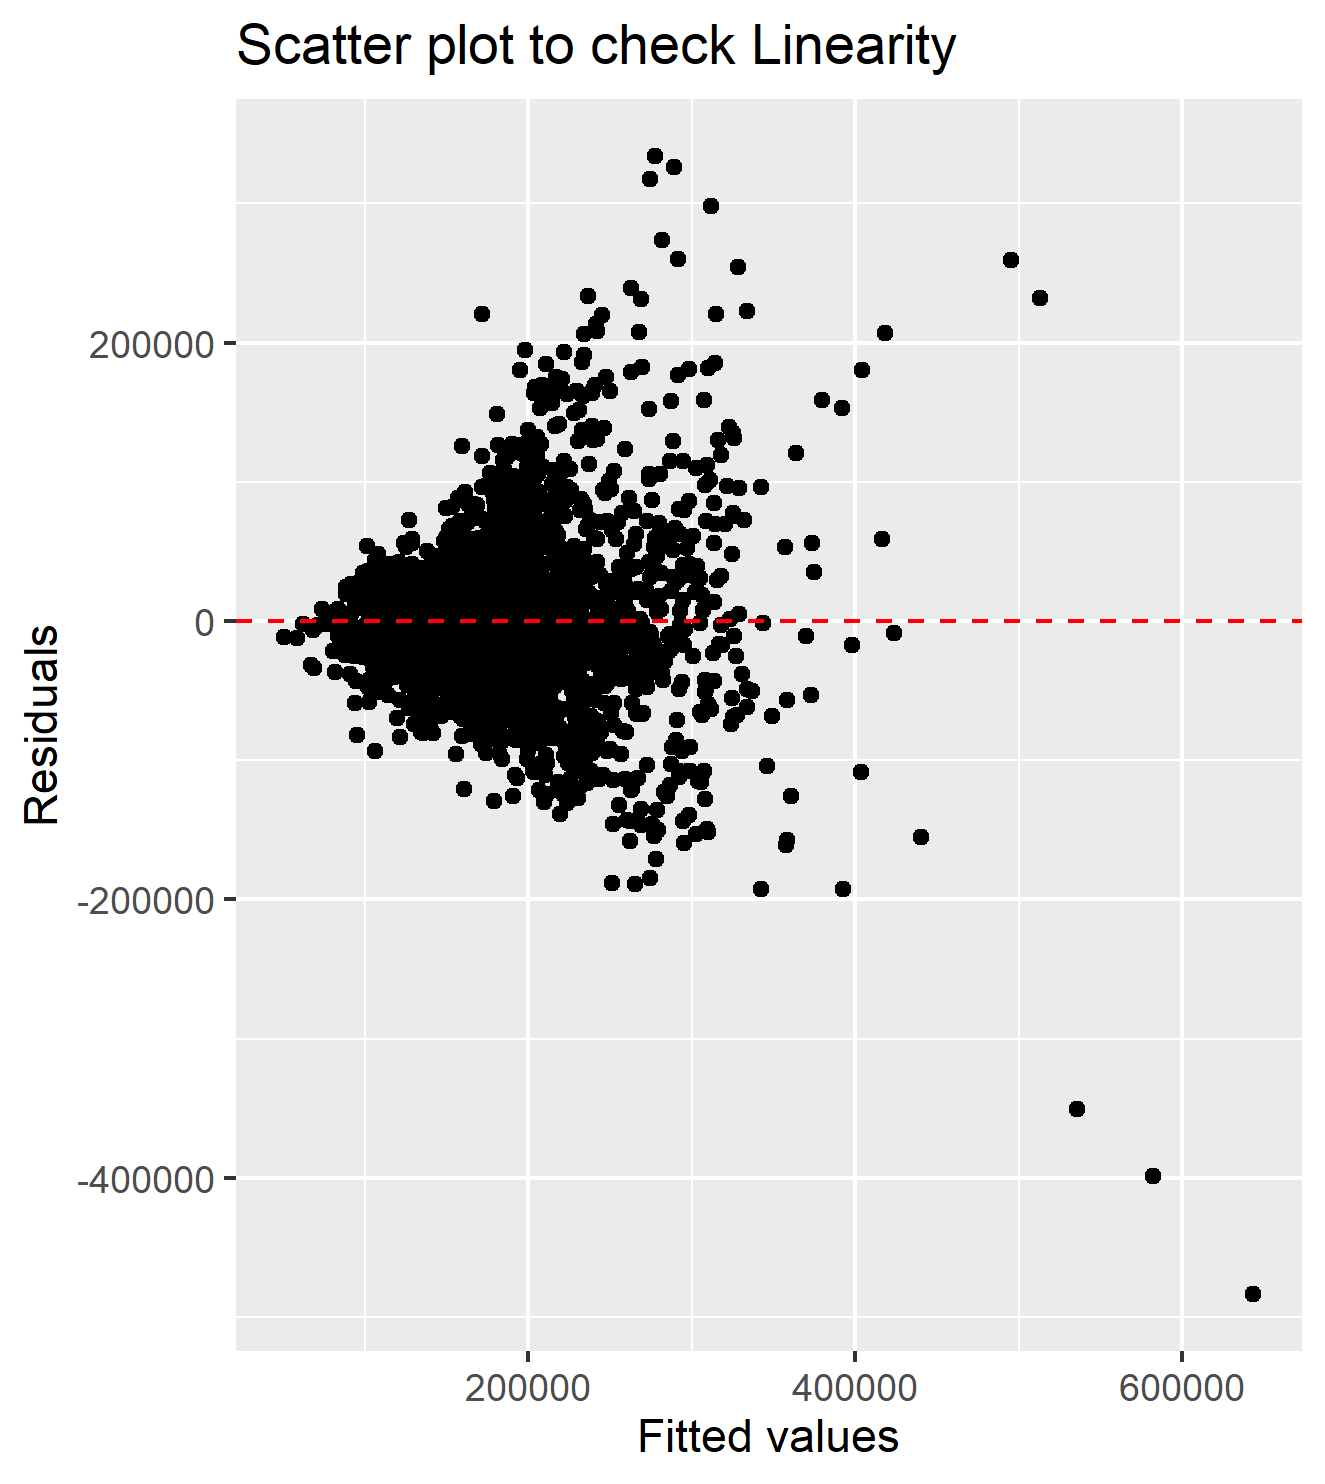 Scatter plot to check Linearity
200000
0
-200000
-400000
Residuals
200000 400000 600000
Fitted values